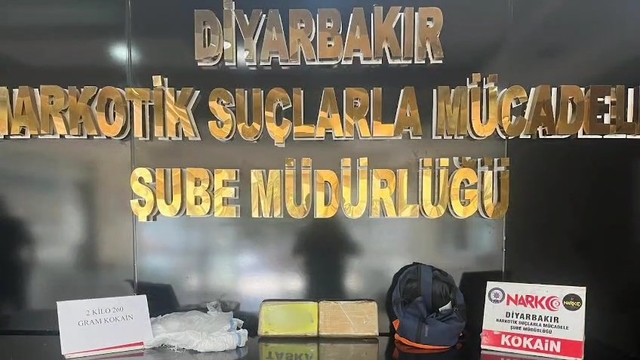 DİYARBAKIR
NARKOTİK SUÇLARLA MÜCADELE
ŞUBE MÜDÜRLÜĞÜ
2 KİLO 260
GRAM KOKAİN
NARKO
DİYARBAKIR
NARKOTİK SUÇLARLA MÜCADELE
ŞUBE MÜDÜRLÜĞÜ
KOKAİN